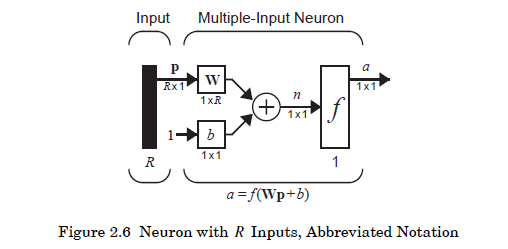 Input Multiple-Input Neuron
p a
W
Rx1 1x1
1xR n
+ f
1x1
1 b
1x1
R 1
a = f(Wp+b)
Figure 2.6 Neuron with R Inputs, Abbreviated Notation